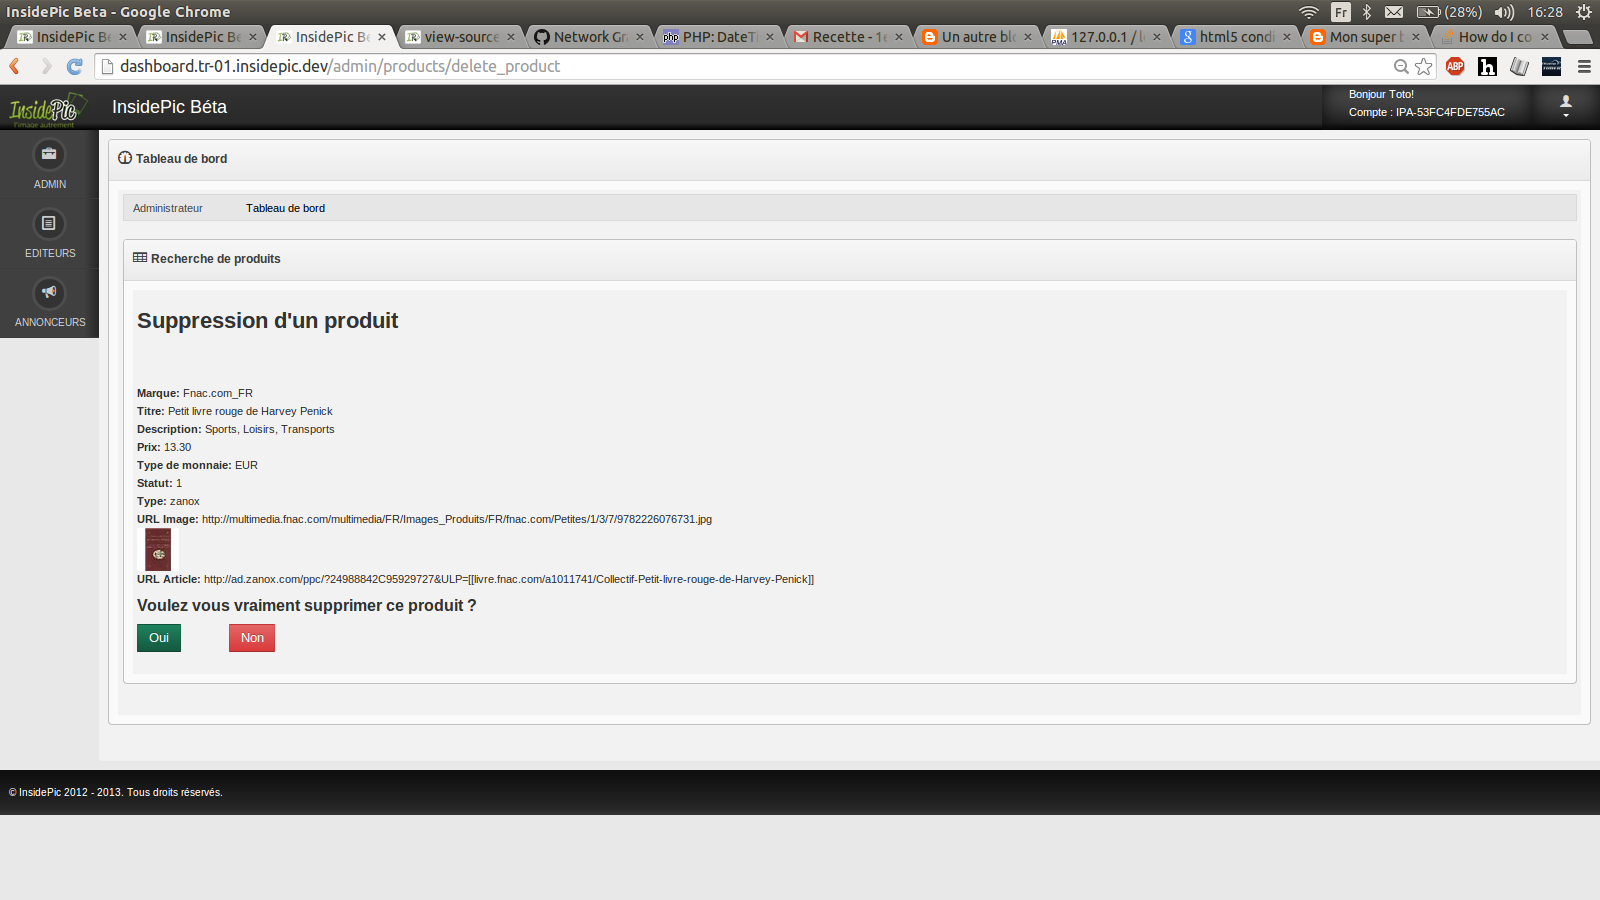 InsidePic Beta - Google Chrome
Fr (28%) 16:28
InsidePic Be × InsidePic Be × InsidePic Be × view-source × Network Gra × PHP: DateTi × Recette - 1e × Un autre blo × 127.0.0.1 / lo × html5 condi × Mon super b × How do I co ×
dashboard.tr-01.insidepic.dev/admin/products/delete_product
ABP
InsidePic
l'image autrement
InsidePic Béta
Bonjour Toto!
Compte : IPA-53FC4FDE755AC
ADMIN
EDITEURS
ANNONCEURS
Tableau de bord
Administrateur Tableau de bord
Recherche de produits
Suppression d'un produit
Marque: Fnac.com_FR
Titre: Petit livre rouge de Harvey Penick
Description: Sports, Loisirs, Transports
Prix: 13.30
Type de monnaie: EUR
Statut: 1
Type: zanox
URL Image: http://multimedia.fnac.com/multimedia/FR/Images_Produits/FR/fnac.com/Petites/1/3/7/9782226076731.jpg
URL Article: http://ad.zanox.com/ppc/?24988842C95929727&ULP=[[livre.fnac.com/a1011741/Collectif-Petit-livre-rouge-de-Harvey-Penick]]
Voulez vous vraiment supprimer ce produit ?
Oui Non
© InsidePic 2012 - 2013. Tous droits réservés.